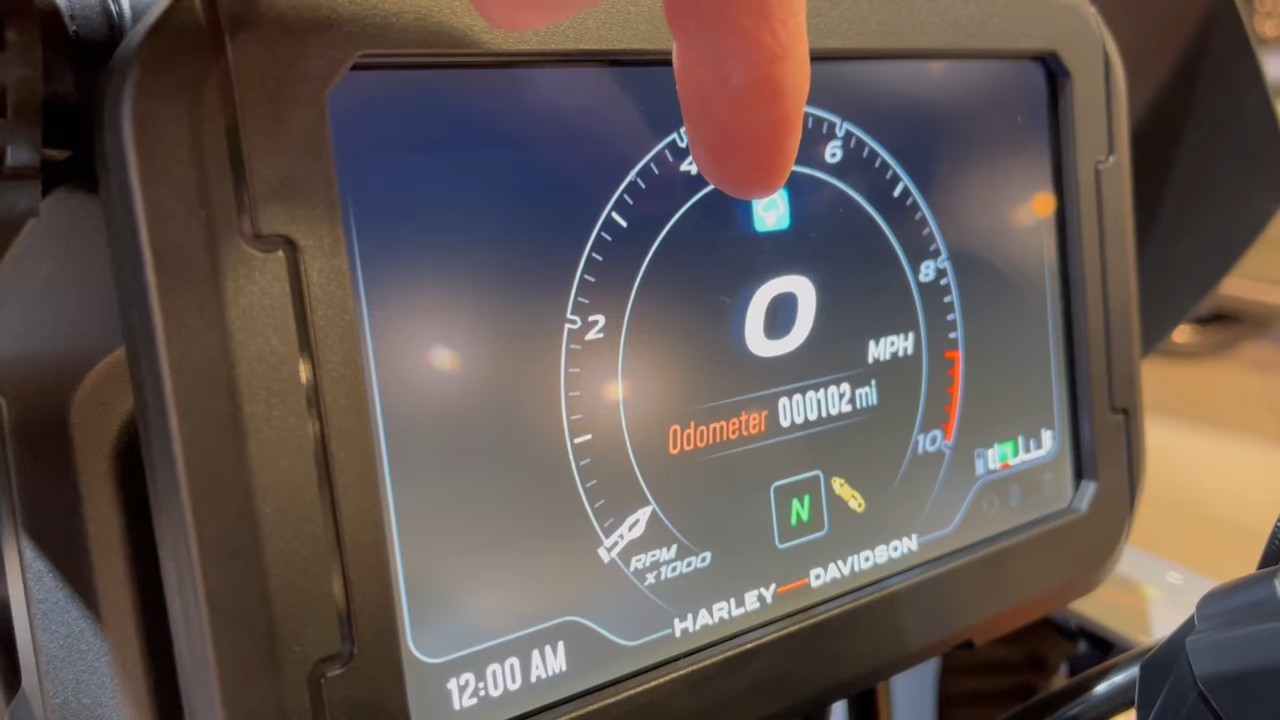 4
6
8
2
0
MPH
Odometer 000102 mi
10
N
RPM
x1000
HARLEY—DAVIDSON
12:00 AM